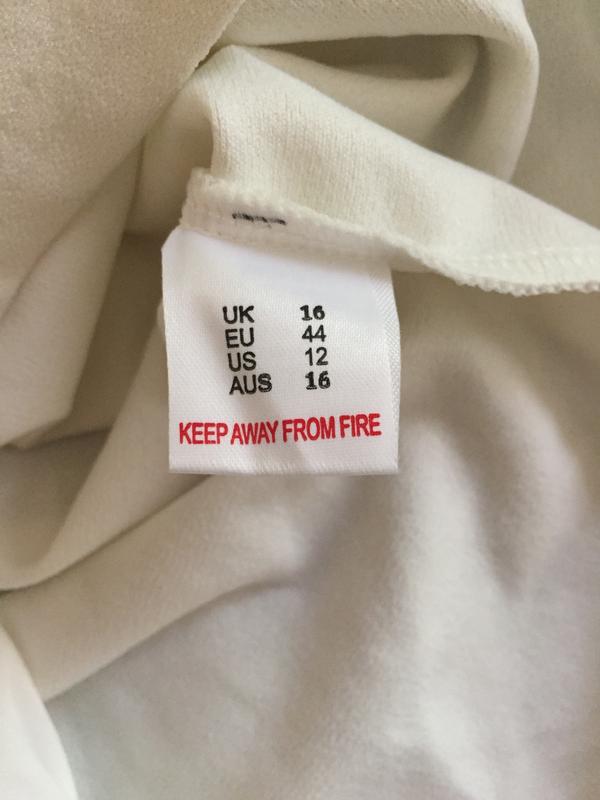 UK 16
EU 44
US 12
AUS 16
KEEP AWAY FROM FIRE